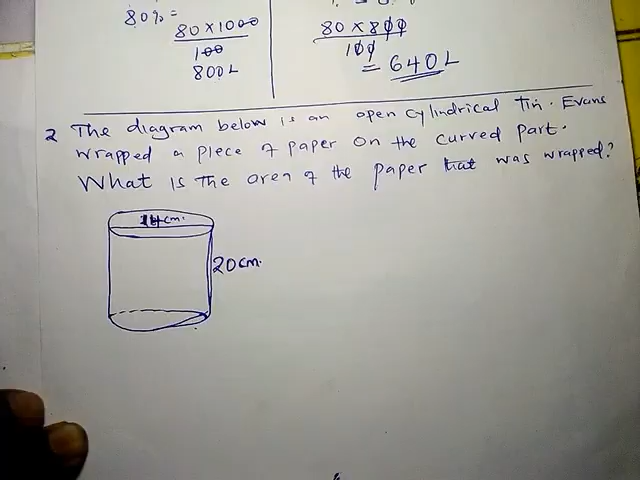 80%=
80 x 1000
100
800L
80 x 800
100
= 640L
2 The diagram below is an open cylindrical tin. Evans
wrapped a piece of paper on the curved part.
What is the area of the paper that was wrapped?
14cm.
20cm.